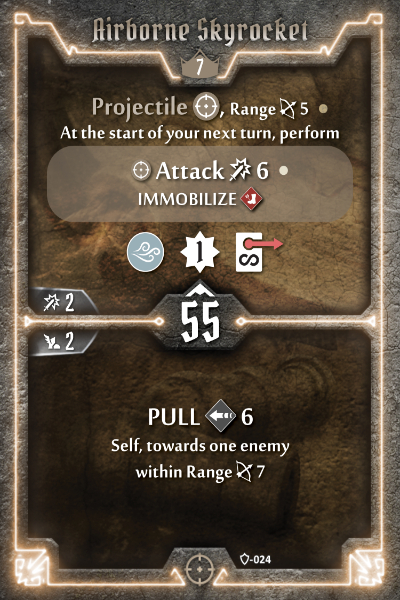 Airborne Skyrocket
7
Projectile , Range 5
At the start of your next turn, perform
Attack 6
IMMOBILIZE
1
2
55
2
PULL 6
Self, towards one enemy
within Range 7
-024